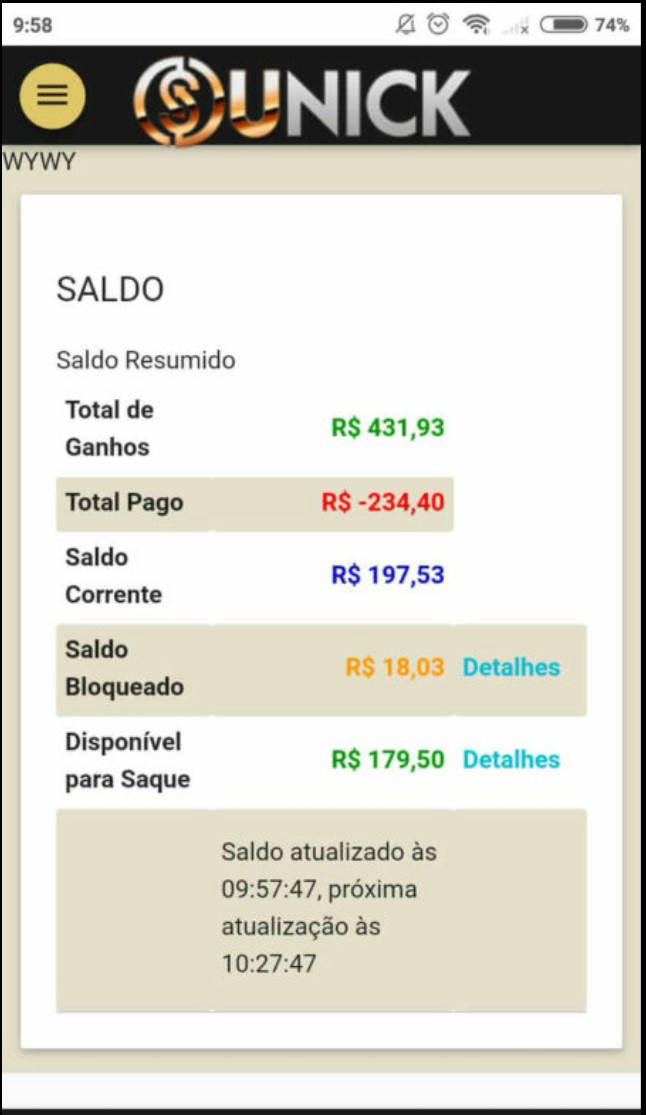 9:58 74%
UNICK
WYWY
SALDO
Saldo Resumido
Total de
Ganhos
R$ 431,93
Total Pago
R$ -234,40
Saldo
Corrente
R$ 197,53
Saldo
Bloqueado
R$ 18,03 Detalhes
Disponível
para Saque
R$ 179,50 Detalhes
Saldo atualizado às
09:57:47, próxima
atualização às
10:27:47